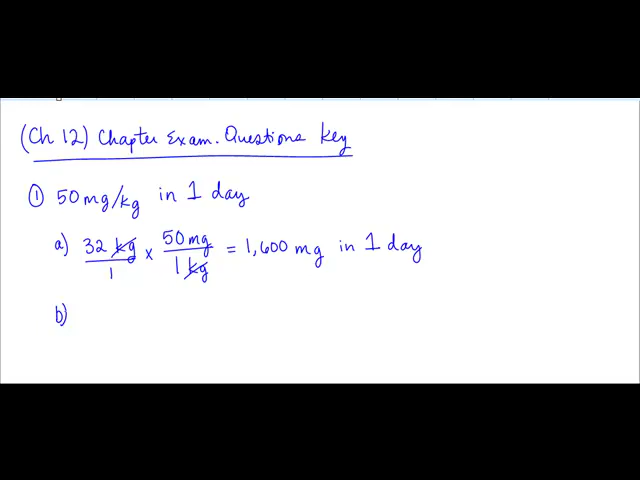 (Ch 12) Chapter Exam. Questions Key
① 50 mg/kg in 1 day
a) 32 kg/1 x 50 mg/1 kg = 1,600 mg in 1 day
b)